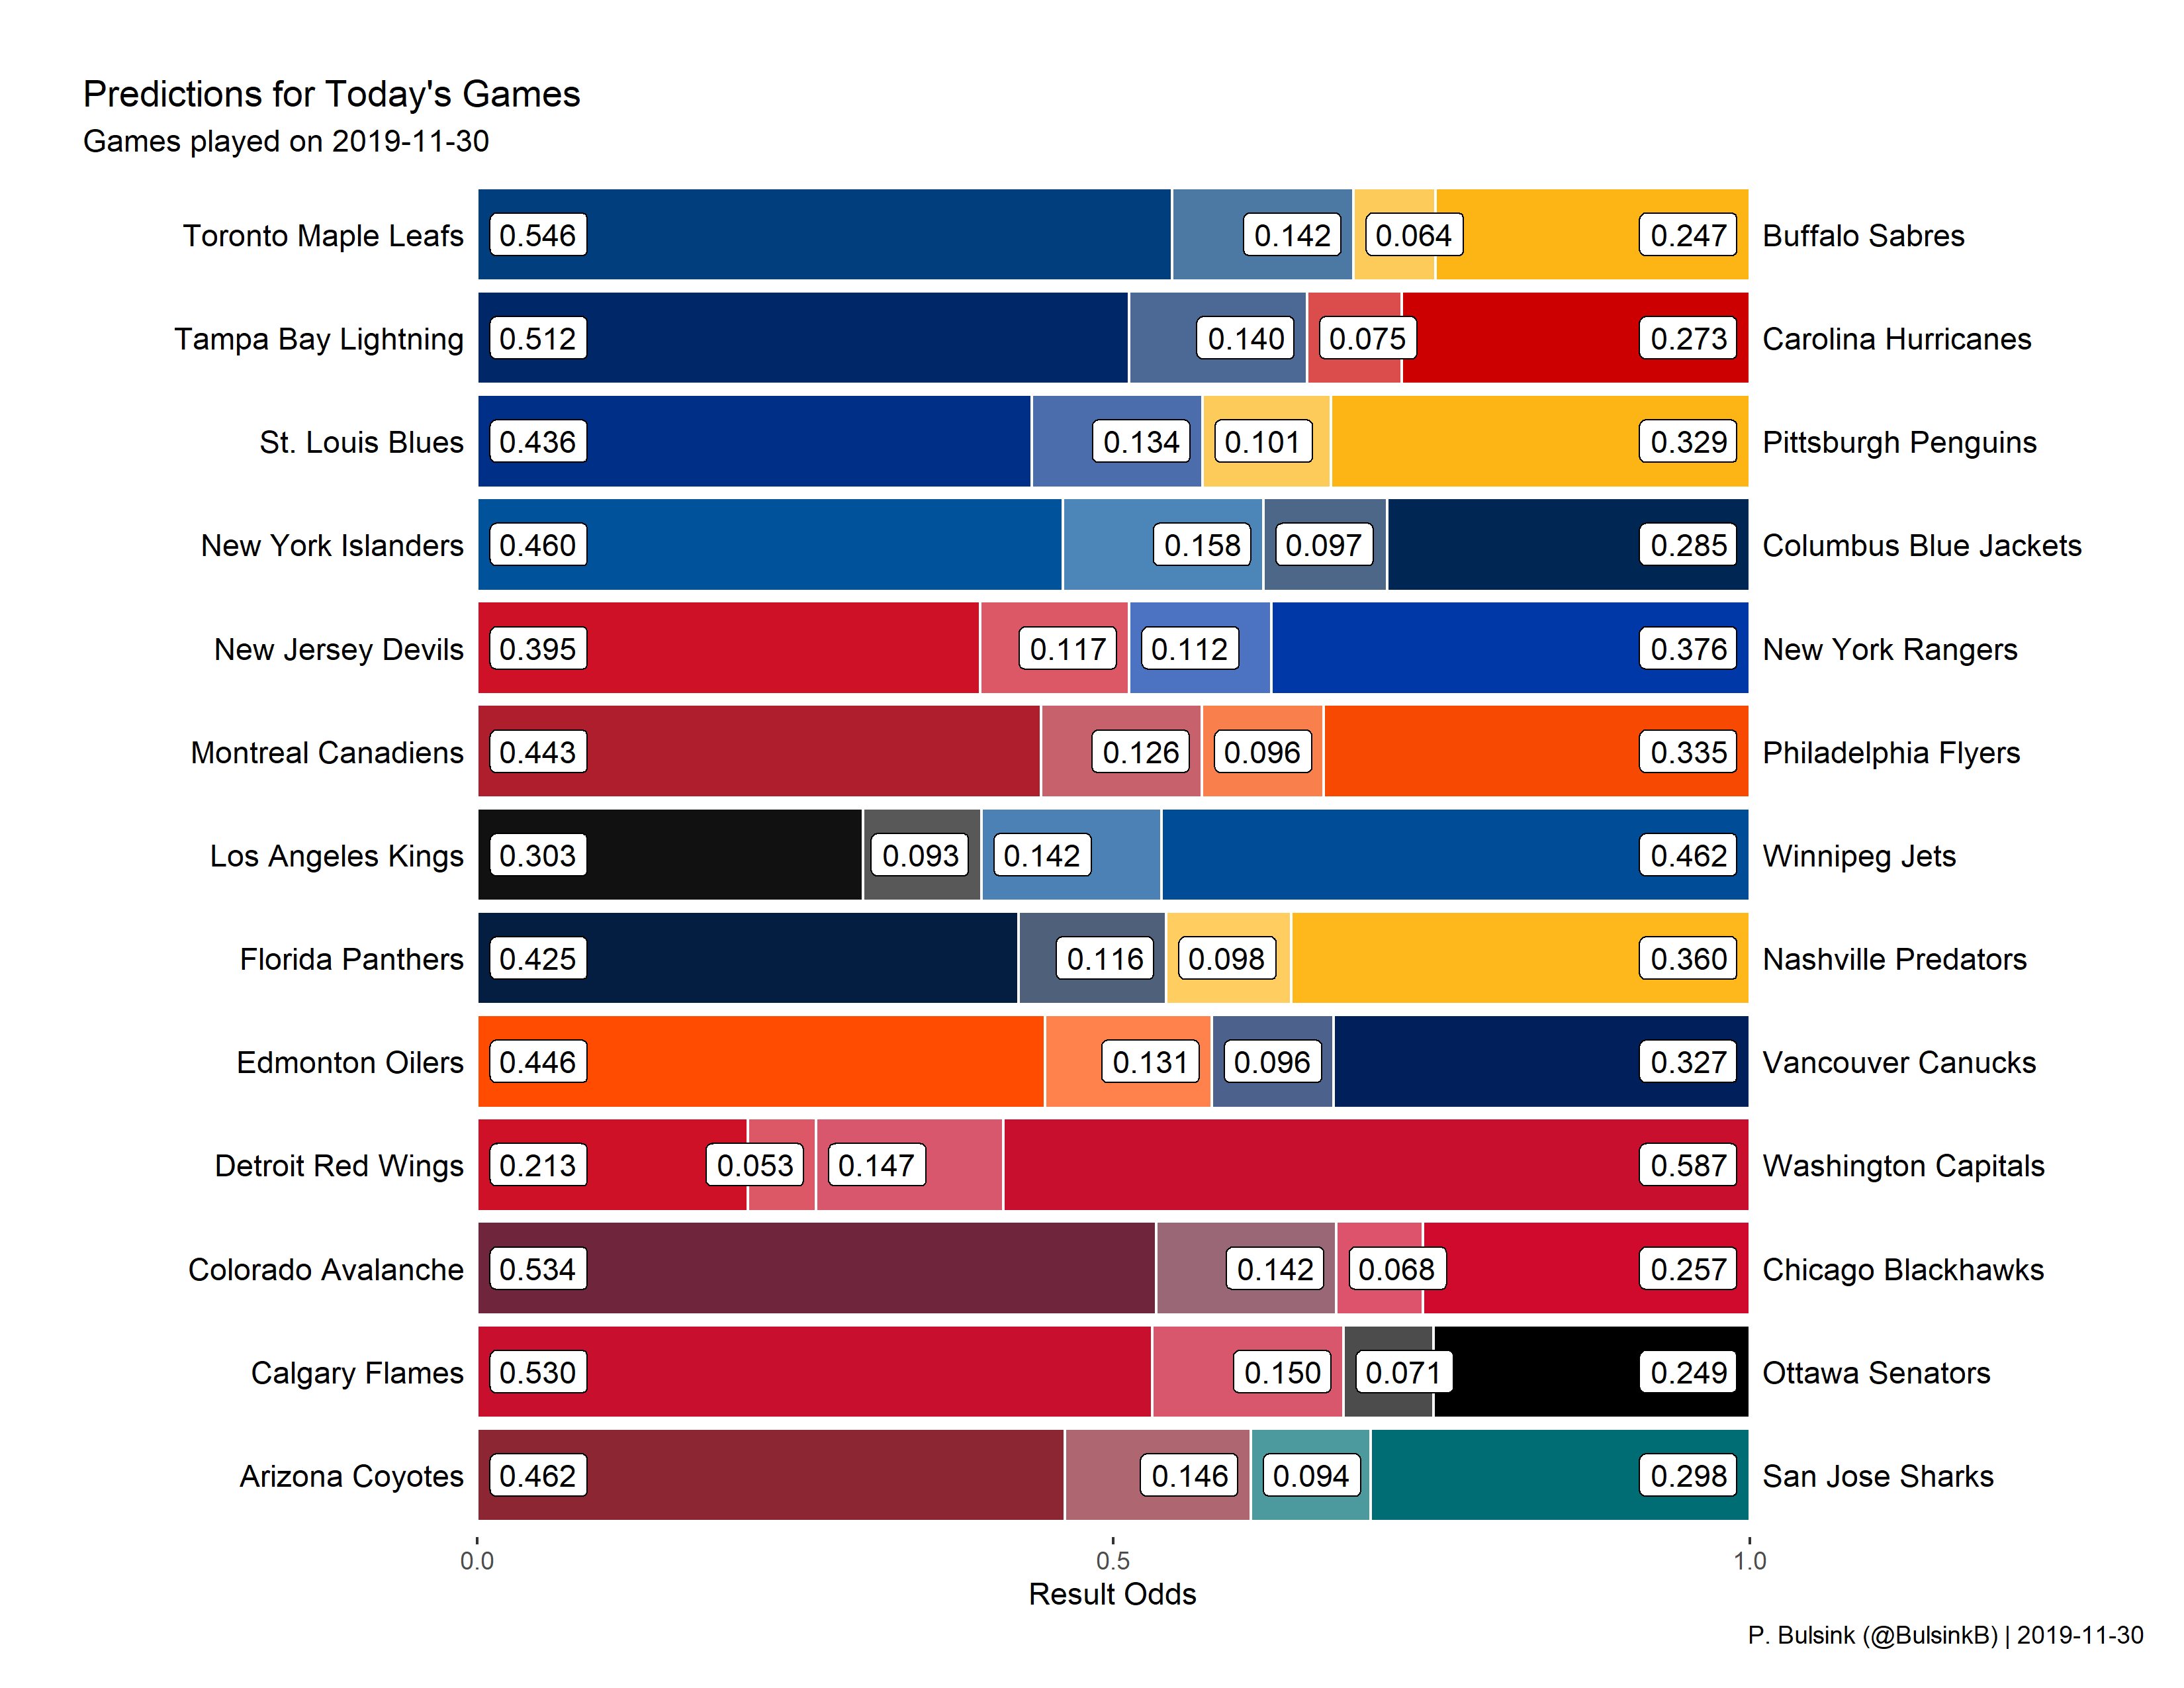 Predictions for Today's Games
Games played on 2019-11-30
Toronto Maple Leafs 0.546 0.142 0.064 0.247 Buffalo Sabres
Tampa Bay Lightning 0.512 0.140 0.075 0.273 Carolina Hurricanes
St. Louis Blues 0.436 0.134 0.101 0.329 Pittsburgh Penguins
New York Islanders 0.460 0.158 0.097 0.285 Columbus Blue Jackets
New Jersey Devils 0.395 0.117 0.112 0.376 New York Rangers
Montreal Canadiens 0.443 0.126 0.096 0.335 Philadelphia Flyers
Los Angeles Kings 0.303 0.093 0.142 0.462 Winnipeg Jets
Florida Panthers 0.425 0.116 0.098 0.360 Nashville Predators
Edmonton Oilers 0.446 0.131 0.096 0.327 Vancouver Canucks
Detroit Red Wings 0.213 0.053 0.147 0.587 Washington Capitals
Colorado Avalanche 0.534 0.142 0.068 0.257 Chicago Blackhawks
Calgary Flames 0.530 0.150 0.071 0.249 Ottawa Senators
Arizona Coyotes 0.462 0.146 0.094 0.298 San Jose Sharks
0.0 0.5 1.0
Result Odds
P. Bulsink (@BulsinkB) | 2019-11-30